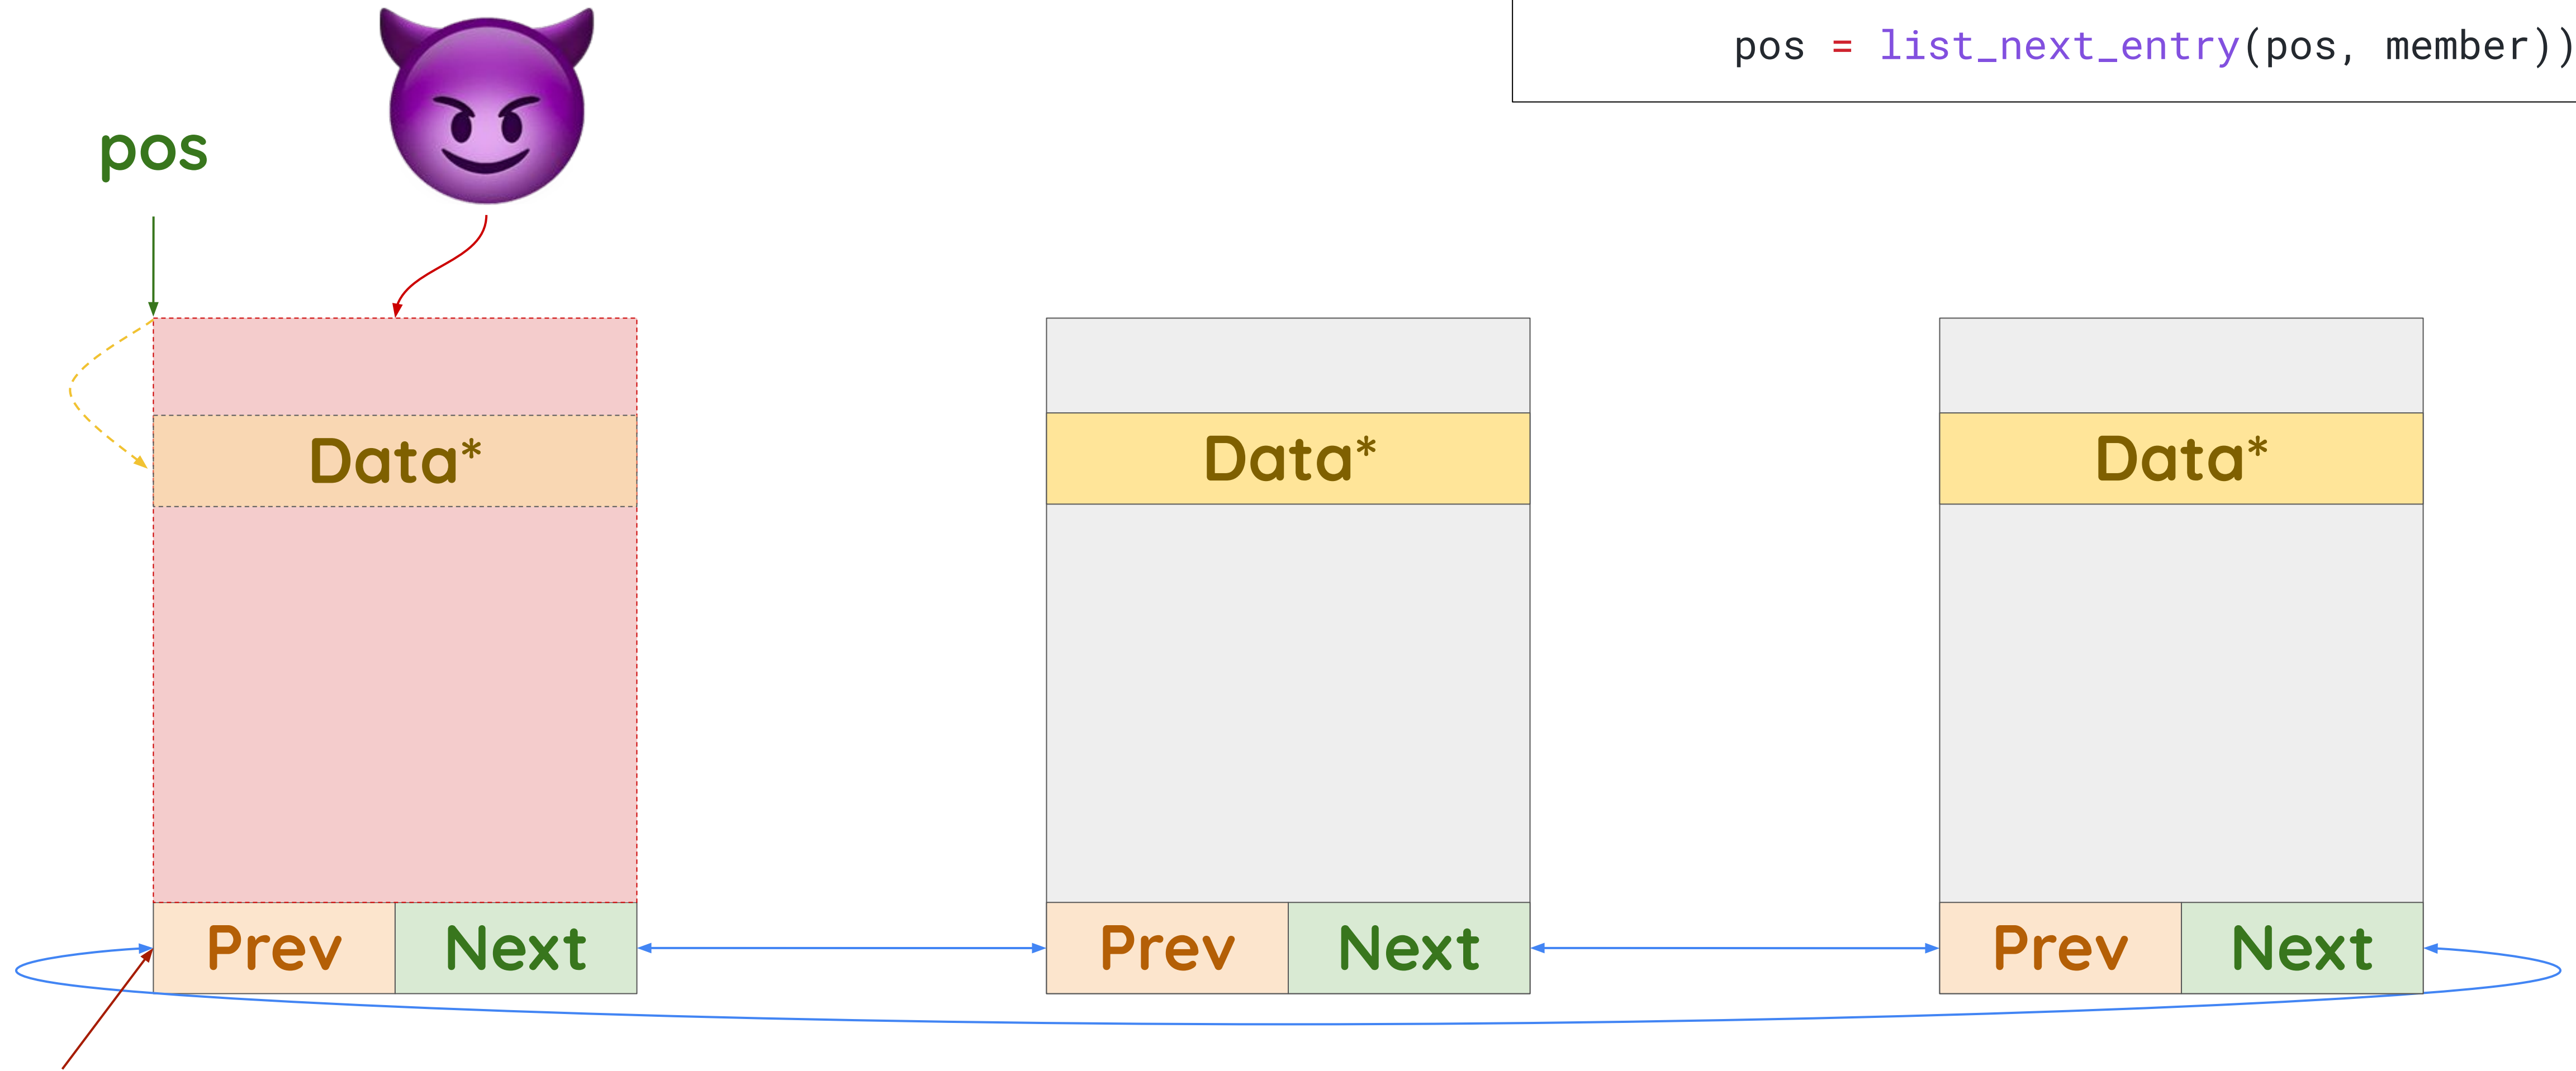 pos = list_next_entry(pos, member))
pos
Data* Data* Data*
Prev Next Prev Next Prev Next